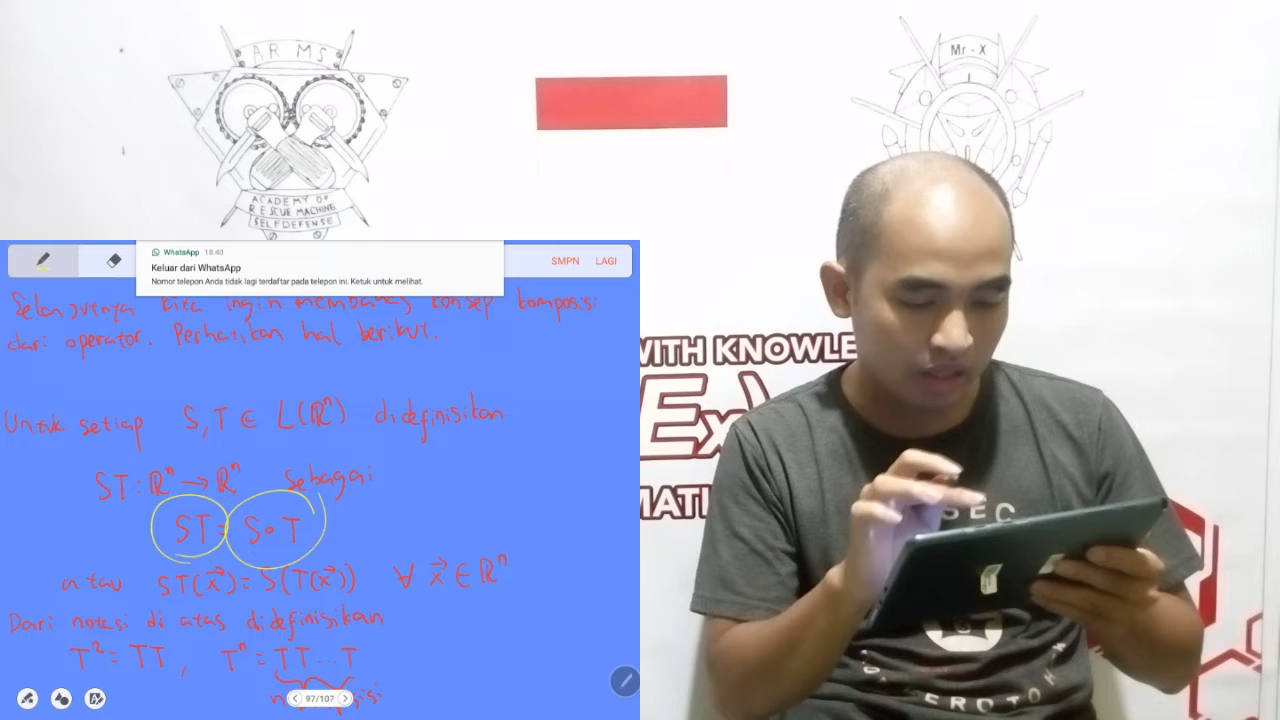 ARMS
ACADEMY OF
RESCUE MACHINE
SELFDEFENSE
Mr - X
WhatsApp 18.40
Keluar dari WhatsApp
Nomor telepon Anda tidak lagi terdaftar pada telepon ini. Ketuk untuk melihat.
SMPN LAGI
Selanjutnya kita ingin membahas konsep komposisi
dari operator. Perhatikan hal berikut.
Untuk setiap S, T ∈ L(ℝⁿ) didefinisikan
ST : ℝⁿ → ℝⁿ sebagai
ST = S∘T
atau ST(x⃗) = S(T(x⃗)) ∀ x⃗ ∈ ℝⁿ
Dari notasi di atas didefinisikan
T² = TT, Tⁿ = TT...T
97/107
WITH KNOWLE
Ex)
MATI
SEC